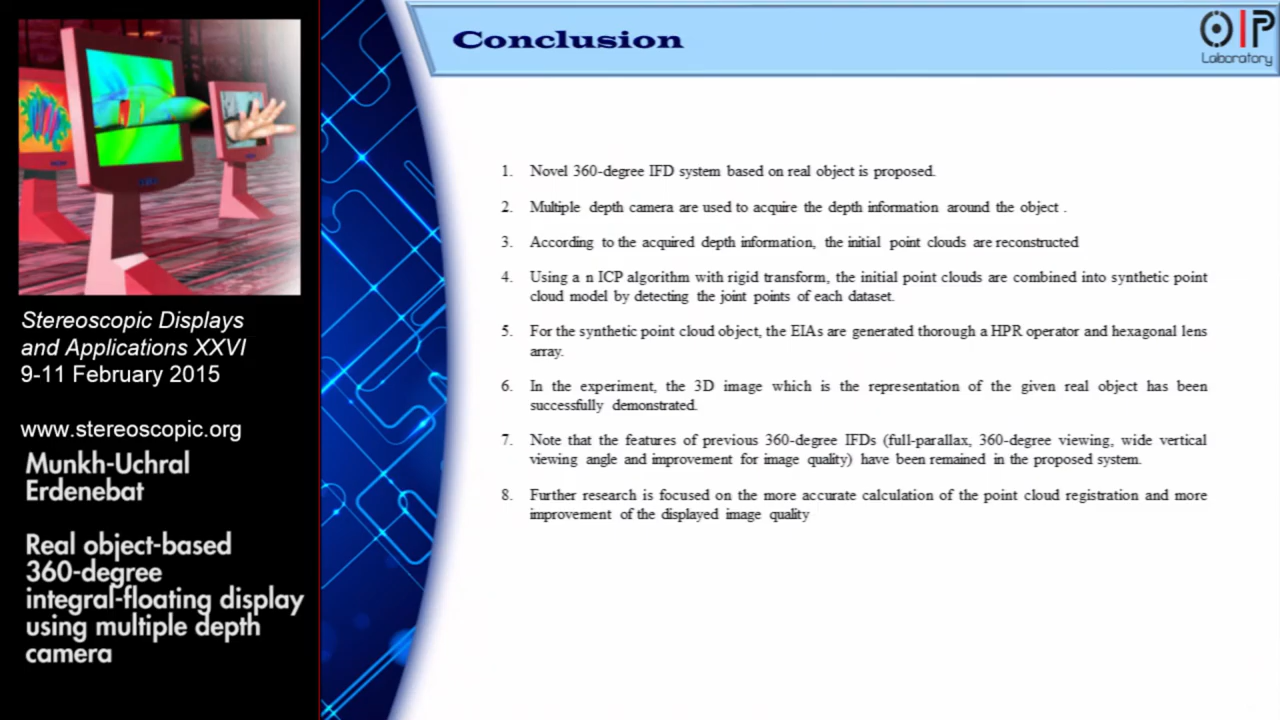 Stereoscopic Displays
and Applications XXVI
9-11 February 2015
www.stereoscopic.org
Munkh-Uchral
Erdenebat
Real object-based
360-degree
integral-floating display
using multiple depth
camera
Conclusion
OIP
Laboratory
1. Novel 360-degree IFD system based on real object is proposed.
2. Multiple depth camera are used to acquire the depth information around the object .
3. According to the acquired depth information, the initial point clouds are reconstructed
4. Using a n ICP algorithm with rigid transform, the initial point clouds are combined into synthetic point
cloud model by detecting the joint points of each dataset.
5. For the synthetic point cloud object, the EIAs are generated thorough a HPR operator and hexagonal lens
array.
6. In the experiment, the 3D image which is the representation of the given real object has been
successfully demonstrated.
7. Note that the features of previous 360-degree IFDs (full-parallax, 360-degree viewing, wide vertical
viewing angle and improvement for image quality) have been remained in the proposed system.
8. Further research is focused on the more accurate calculation of the point cloud registration and more
improvement of the displayed image quality